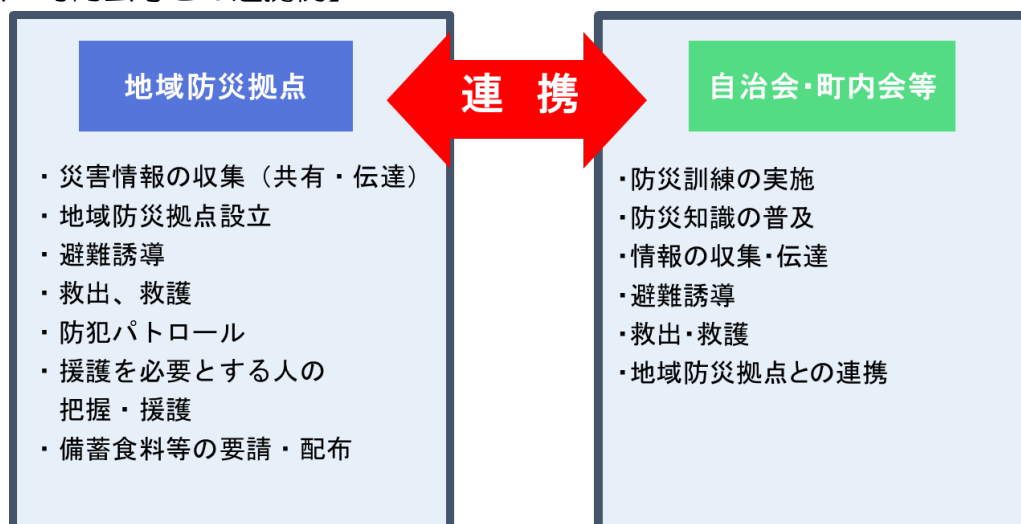 地域防災拠点
・災害情報の収集（共有・伝達）
・地域防災拠点設立
・避難誘導
・救出、救護
・防犯パトロール
・援護を必要とする人の
把握・援護
・備蓄食料等の要請・配布
連 携
自治会・町内会等
・防災訓練の実施
・防災知識の普及
・情報の収集・伝達
・避難誘導
・救出・救護
・地域防災拠点との連携